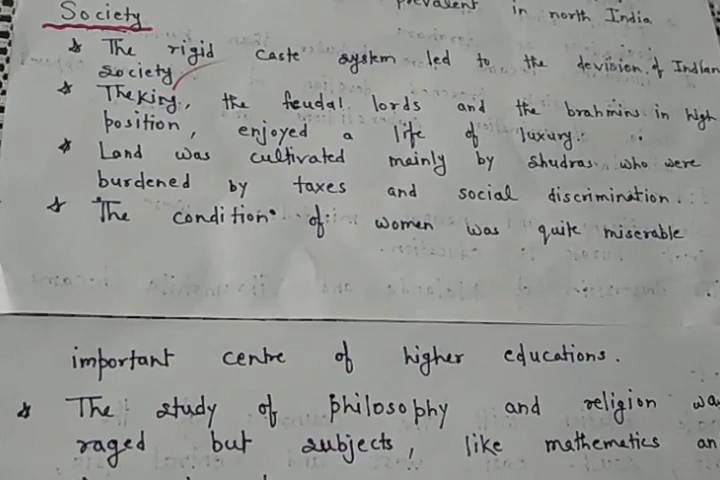 prevalent in north India
Society
* The rigid caste system led to the devision of Indian
society
* The King, the feudal lords and the brahmins in high
position, enjoyed a life of luxury.
* Land was cultivated mainly by shudras who were
burdened by taxes and social discrimination.
* The condition of women was quite miserable
important centre of higher educations.
* The study of philosophy and religion wa
raged but subjects, like mathematics an